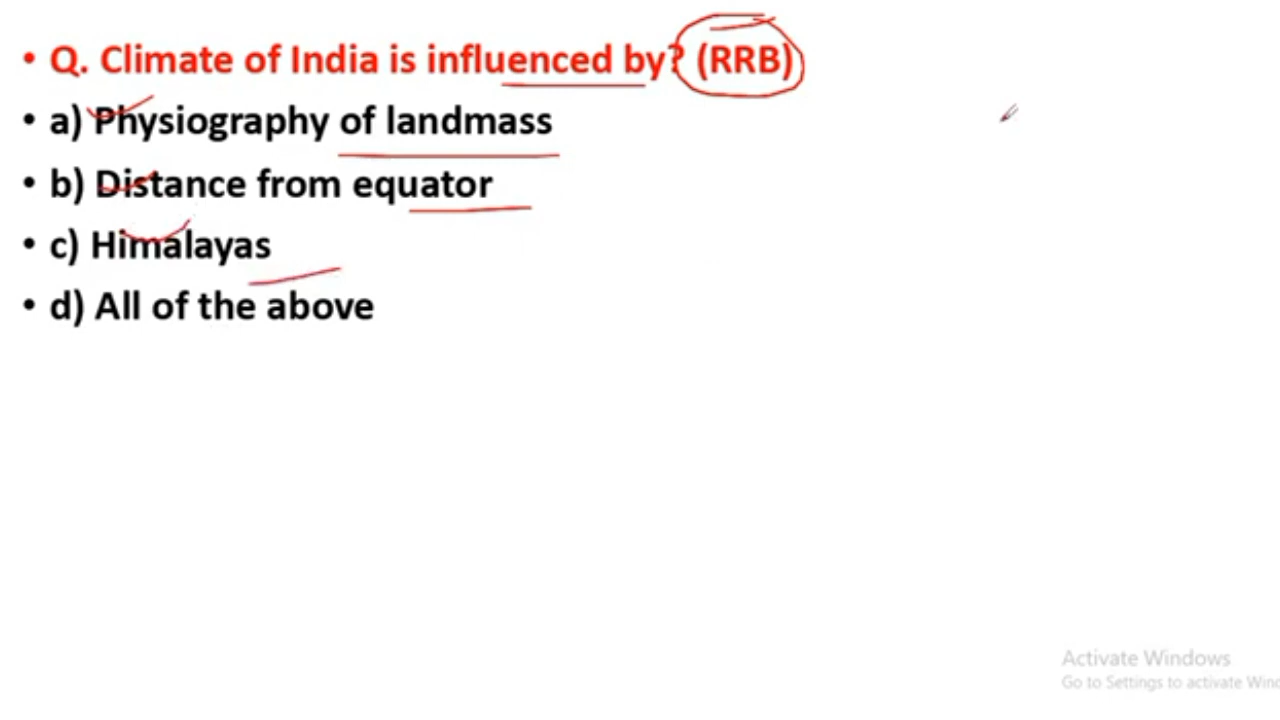 • Q. Climate of India is influenced by? (RRB)
• a) Physiography of landmass
• b) Distance from equator
• c) Himalayas
• d) All of the above
Activate Windows
Go to Settings to activate Wind